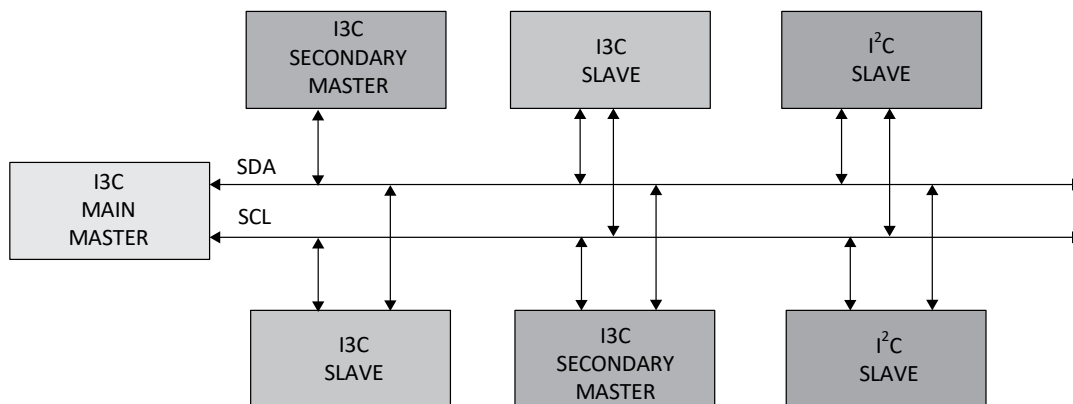 I3C
SECONDARY
MASTER
I3C
SLAVE
I²C
SLAVE
I3C
MAIN
MASTER
SDA
SCL
I3C
SLAVE
I3C
SECONDARY
MASTER
I²C
SLAVE